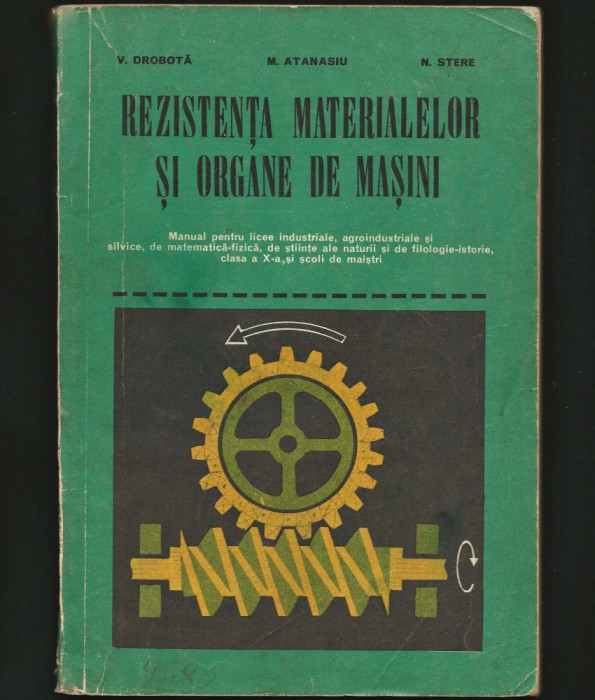 V. DROBOTĂ M. ATANASIU N. STERE
REZISTENȚA MATERIALELOR
ȘI ORGANE DE MAȘINI
Manual pentru licee industriale, agroindustriale și
silvice, de matematică-fizică, de științe ale naturii și de filologie-istorie,
clasa a X-a, și școli de maiștri